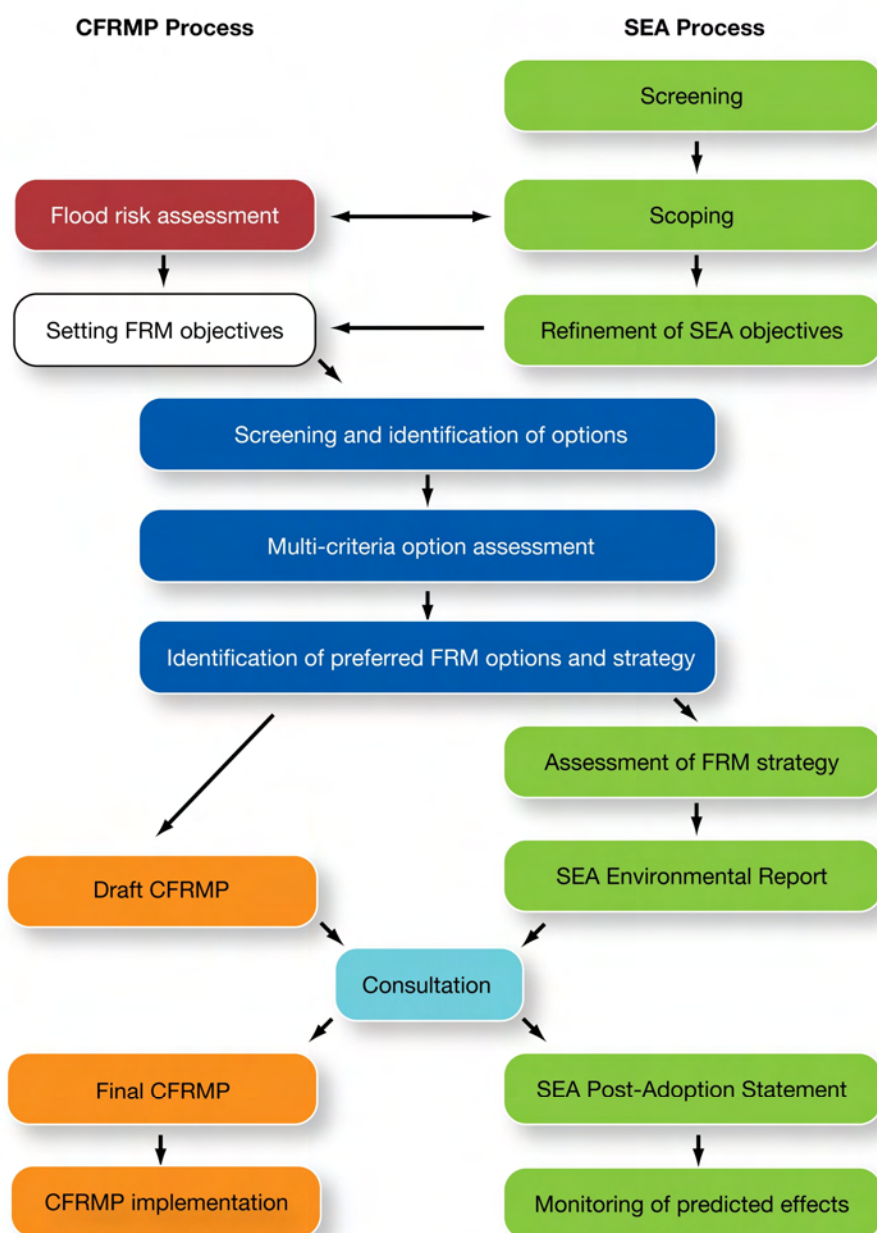 CFRMP Process
SEA Process
Screening
Flood risk assessment
Scoping
Setting FRM objectives
Refinement of SEA objectives
Screening and identification of options
Multi-criteria option assessment
Identification of preferred FRM options and strategy
Assessment of FRM strategy
Draft CFRMP
SEA Environmental Report
Consultation
Final CFRMP
SEA Post-Adoption Statement
CFRMP implementation
Monitoring of predicted effects